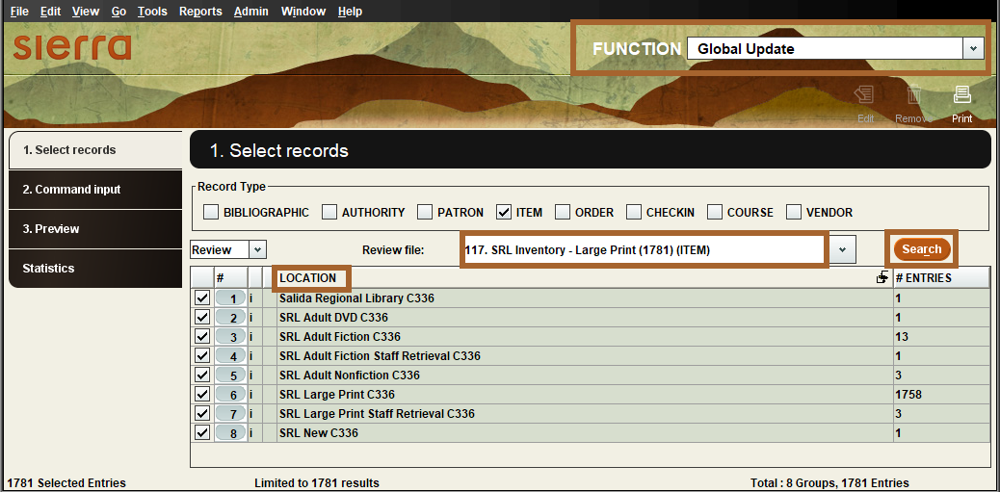 File Edit View Go Tools Reports Admin Window Help
sierra
FUNCTION Global Update
Edit Remove Print
1. Select records
2. Command input
3. Preview
Statistics
1. Select records
Record Type
BIBLIOGRAPHIC AUTHORITY PATRON ITEM ORDER CHECKIN COURSE VENDOR
Review Review file: 117. SRL Inventory - Large Print (1781) (ITEM) Search
# LOCATION # ENTRIES
1 i Salida Regional Library C336 1
2 i SRL Adult DVD C336 1
3 i SRL Adult Fiction C336 13
4 i SRL Adult Fiction Staff Retrieval C336 1
5 i SRL Adult Nonfiction C336 3
6 i SRL Large Print C336 1758
7 i SRL Large Print Staff Retrieval C336 3
8 i SRL New C336 1
1781 Selected Entries Limited to 1781 results Total : 8 Groups, 1781 Entries